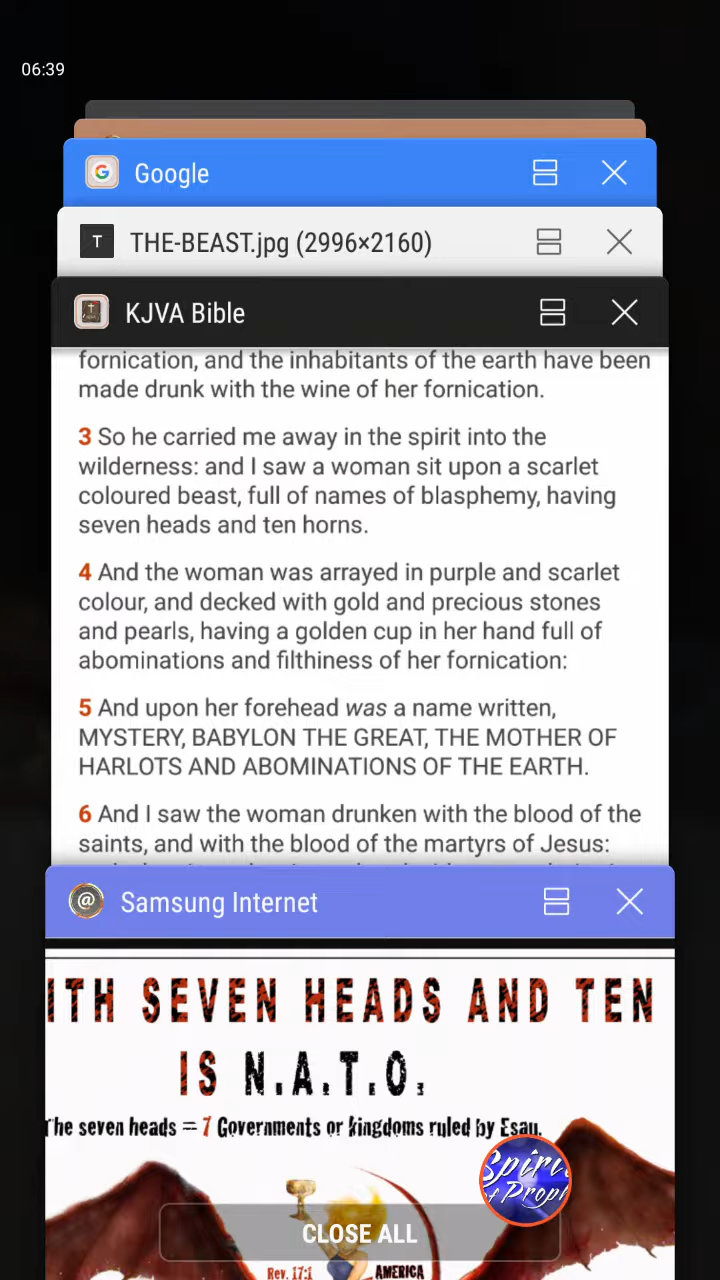 06:39
G Google
T THE-BEAST.jpg (2996×2160)
KJVA Bible
fornication, and the inhabitants of the earth have been
made drunk with the wine of her fornication.
3 So he carried me away in the spirit into the
wilderness: and I saw a woman sit upon a scarlet
coloured beast, full of names of blasphemy, having
seven heads and ten horns.
4 And the woman was arrayed in purple and scarlet
colour, and decked with gold and precious stones
and pearls, having a golden cup in her hand full of
abominations and filthiness of her fornication:
5 And upon her forehead was a name written,
MYSTERY, BABYLON THE GREAT, THE MOTHER OF
HARLOTS AND ABOMINATIONS OF THE EARTH.
6 And I saw the woman drunken with the blood of the
saints, and with the blood of the martyrs of Jesus:
@ Samsung Internet
ITH SEVEN HEADS AND TEN
IS N.A.T.O.
The seven heads = 7 Governments or kingdoms ruled by Esau.
Spiri
of Proph
CLOSE ALL
Rev. 17:1 AMERICA